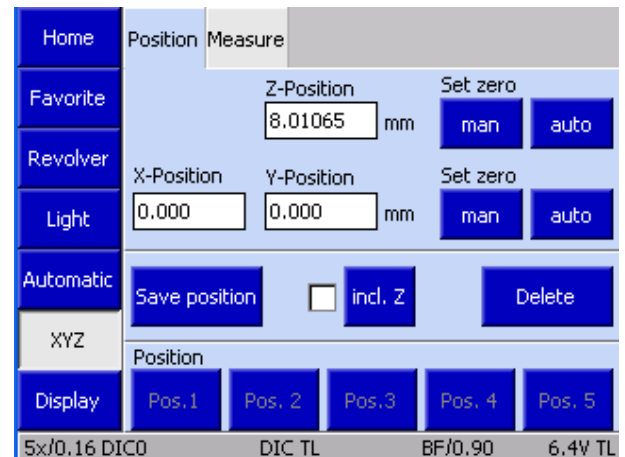 Home
Position Measure
Favorite
Z-Position Set zero
8.01065 mm man auto
Revolver
X-Position Y-Position Set zero
Light
0.000 0.000 mm man auto
Automatic
Save position incl. Z Delete
XYZ
Position
Display
Pos.1 Pos. 2 Pos.3 Pos. 4 Pos. 5
5x/0.16 DIC0 DIC TL BF/0.90 6.4V TL